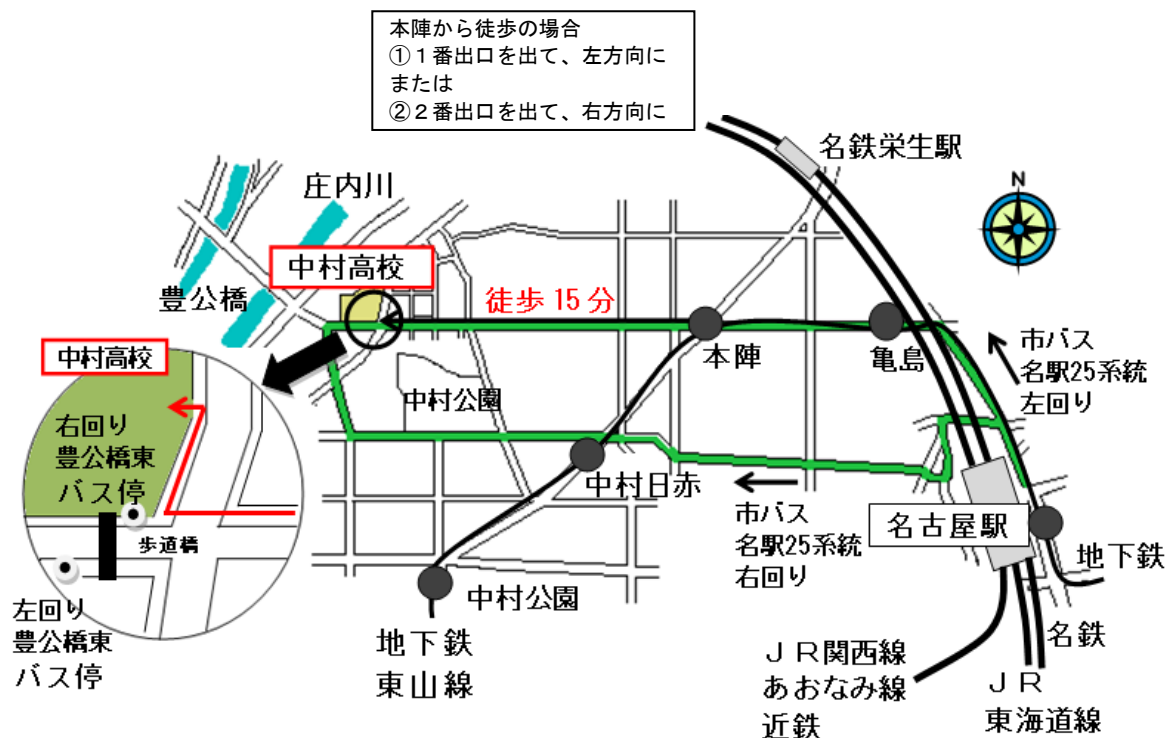 本陣から徒歩の場合
①１番出口を出て、左方向に
または
②２番出口を出て、右方向に
名鉄栄生駅
N
庄内川
中村高校
豊公橋
徒歩15分
本陣
亀島
市バス
名駅25系統
左回り
中村公園
中村日赤
市バス
名駅25系統
右回り
名古屋駅
地下鉄
中村公園
地下鉄
東山線
名鉄
ＪＲ関西線
あおなみ線
近鉄
ＪＲ
東海道線
中村高校
右回り
豊公橋東
バス停
歩道橋
左回り
豊公橋東
バス停